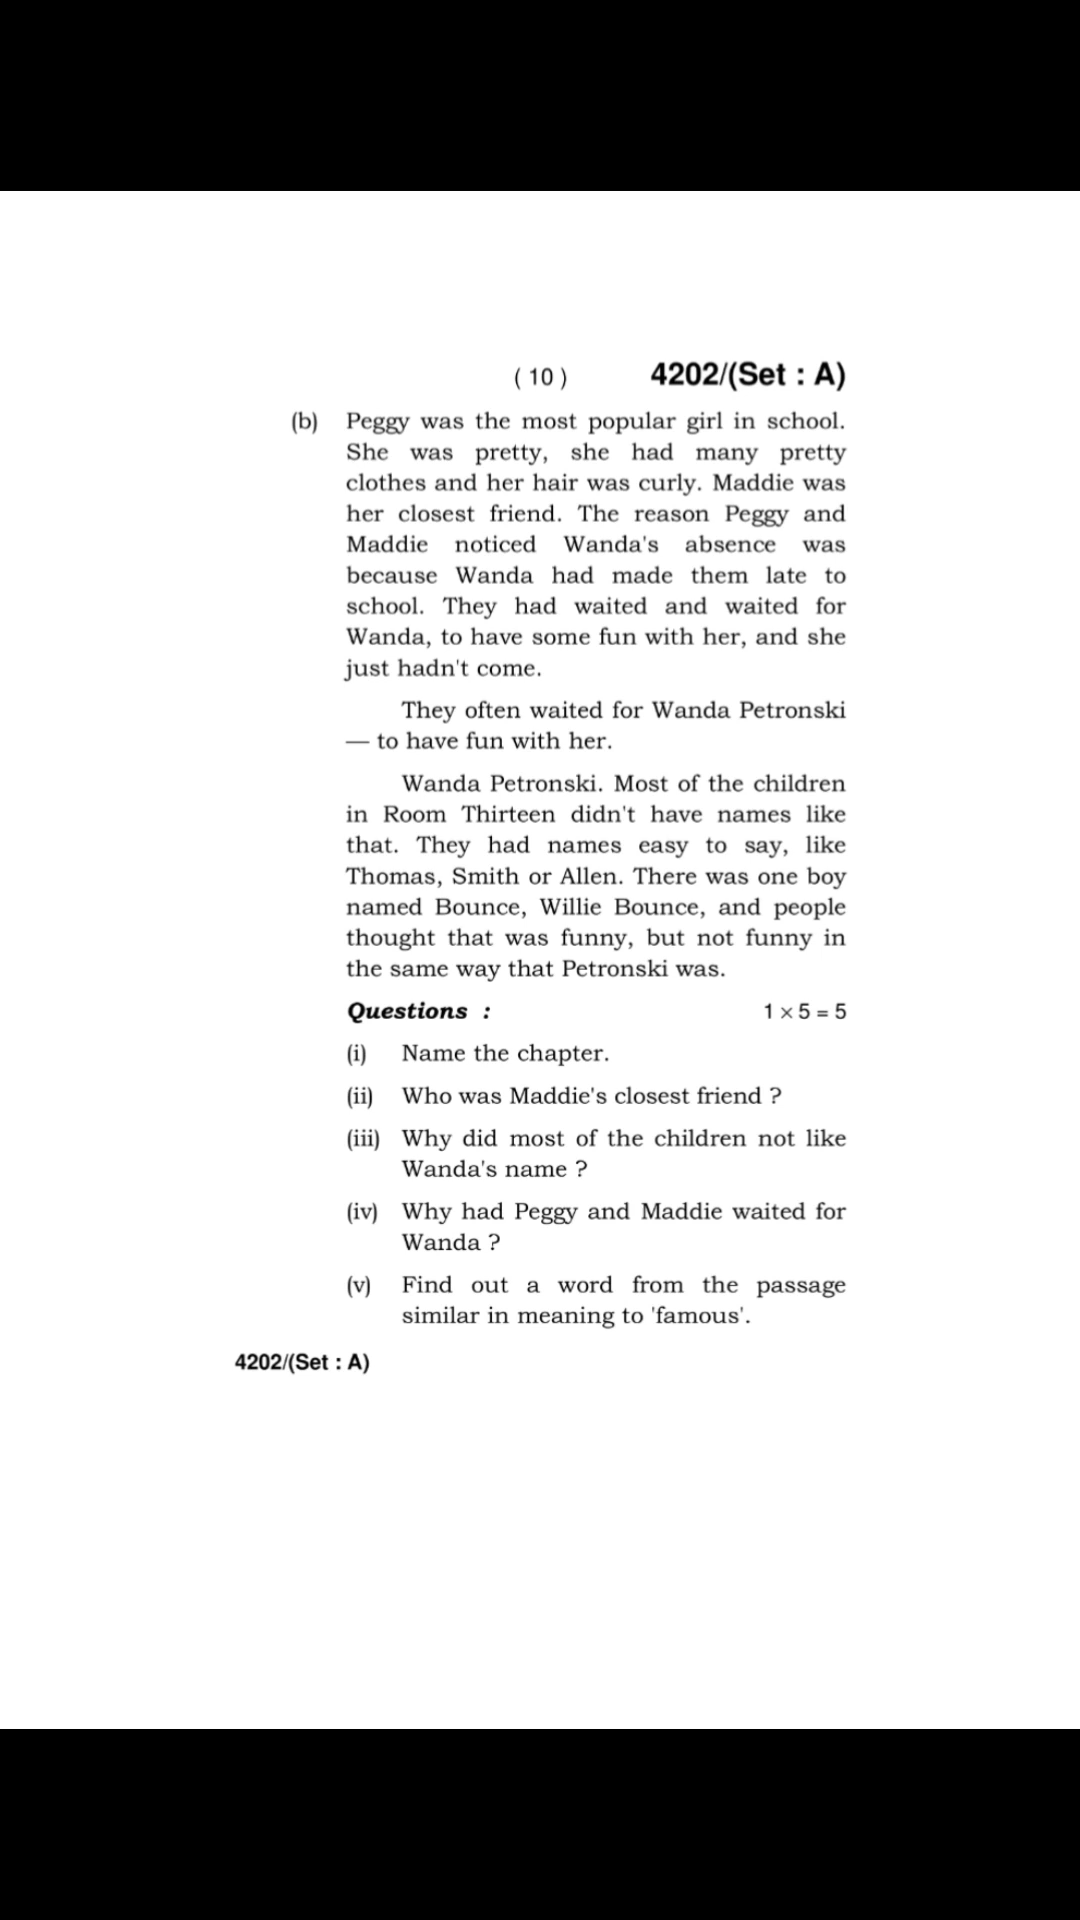 ( 10 ) 4202/(Set : A)
(b) Peggy was the most popular girl in school.
She was pretty, she had many pretty
clothes and her hair was curly. Maddie was
her closest friend. The reason Peggy and
Maddie noticed Wanda's absence was
because Wanda had made them late to
school. They had waited and waited for
Wanda, to have some fun with her, and she
just hadn't come.
They often waited for Wanda Petronski
— to have fun with her.
Wanda Petronski. Most of the children
in Room Thirteen didn't have names like
that. They had names easy to say, like
Thomas, Smith or Allen. There was one boy
named Bounce, Willie Bounce, and people
thought that was funny, but not funny in
the same way that Petronski was.
Questions : 1 × 5 = 5
(i) Name the chapter.
(ii) Who was Maddie's closest friend ?
(iii) Why did most of the children not like
Wanda's name ?
(iv) Why had Peggy and Maddie waited for
Wanda ?
(v) Find out a word from the passage
similar in meaning to 'famous'.
4202/(Set : A)